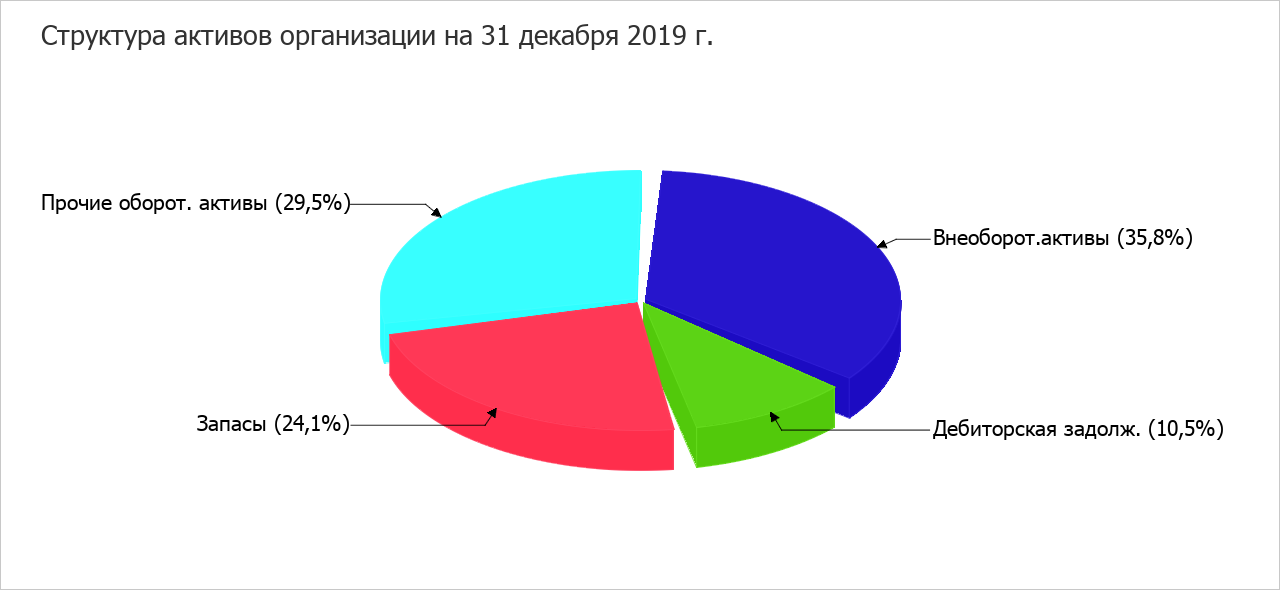 Структура активов организации на 31 декабря 2019 г.
Прочие оборот. активы (29,5%)
Внеоборот.активы (35,8%)
Запасы (24,1%)
Дебиторская задолж. (10,5%)